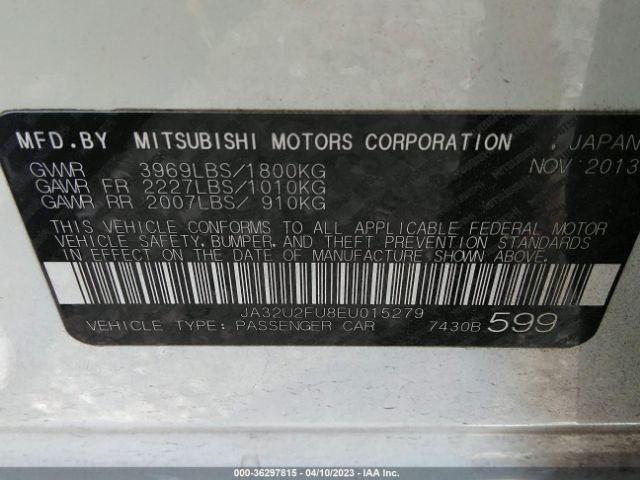 MFD.BY MITSUBISHI MOTORS CORPORATION . JAPAN
GVWR 3969LBS/1800KG NOV 2013
GAWR FR 2227LBS/1010KG
GAWR RR 2007LBS/ 910KG
THIS VEHICLE CONFORMS TO ALL APPLICABLE FEDERAL MOTOR
VEHICLE SAFETY, BUMPER, AND THEFT PREVENTION STANDARDS
IN EFFECT ON THE DATE OF MANUFACTURE SHOWN ABOVE.
JA32U2FU8EU015279
VEHICLE TYPE: PASSENGER CAR 7430B 599
000-36297815 - 04/10/2023 - IAA Inc.